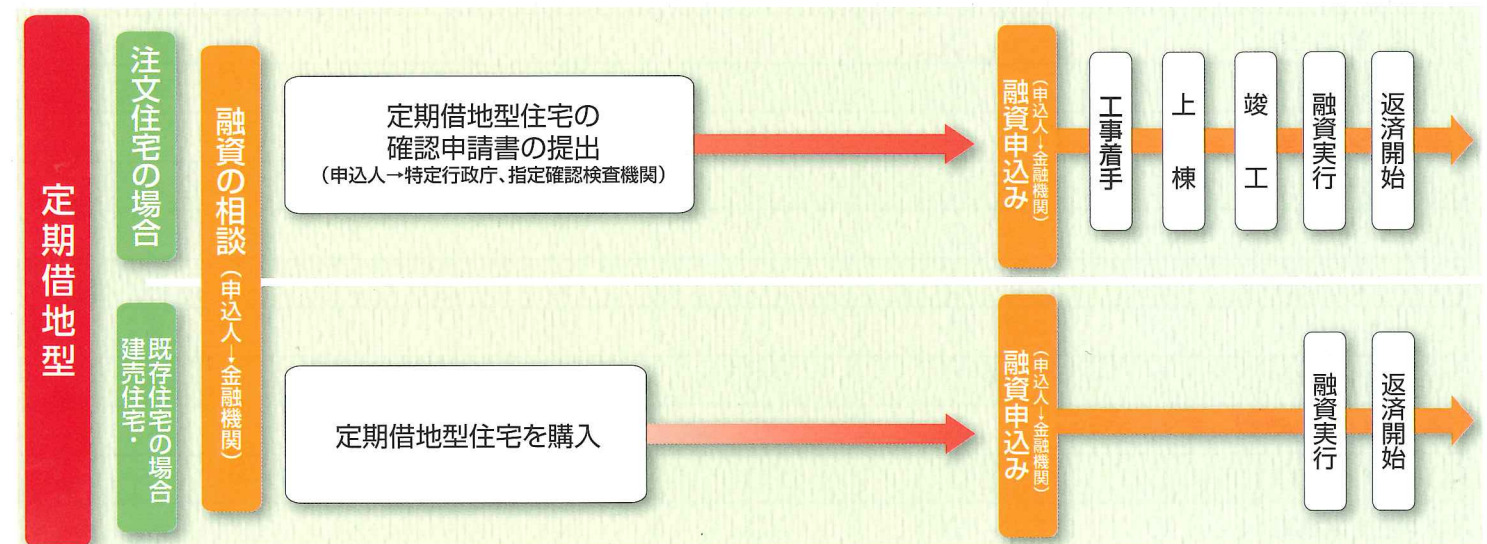 定期借地型
注文住宅の場合
融資の相談(申込人→金融機関)
定期借地型住宅の
確認申請書の提出
(申込人→特定行政庁、指定確認検査機関)
融資申込み
(申込人→金融機関)
工事着手
上棟
竣工
融資実行
返済開始
建売住宅・
既存住宅の場合
定期借地型住宅を購入
融資申込み
(申込人→金融機関)
融資実行
返済開始